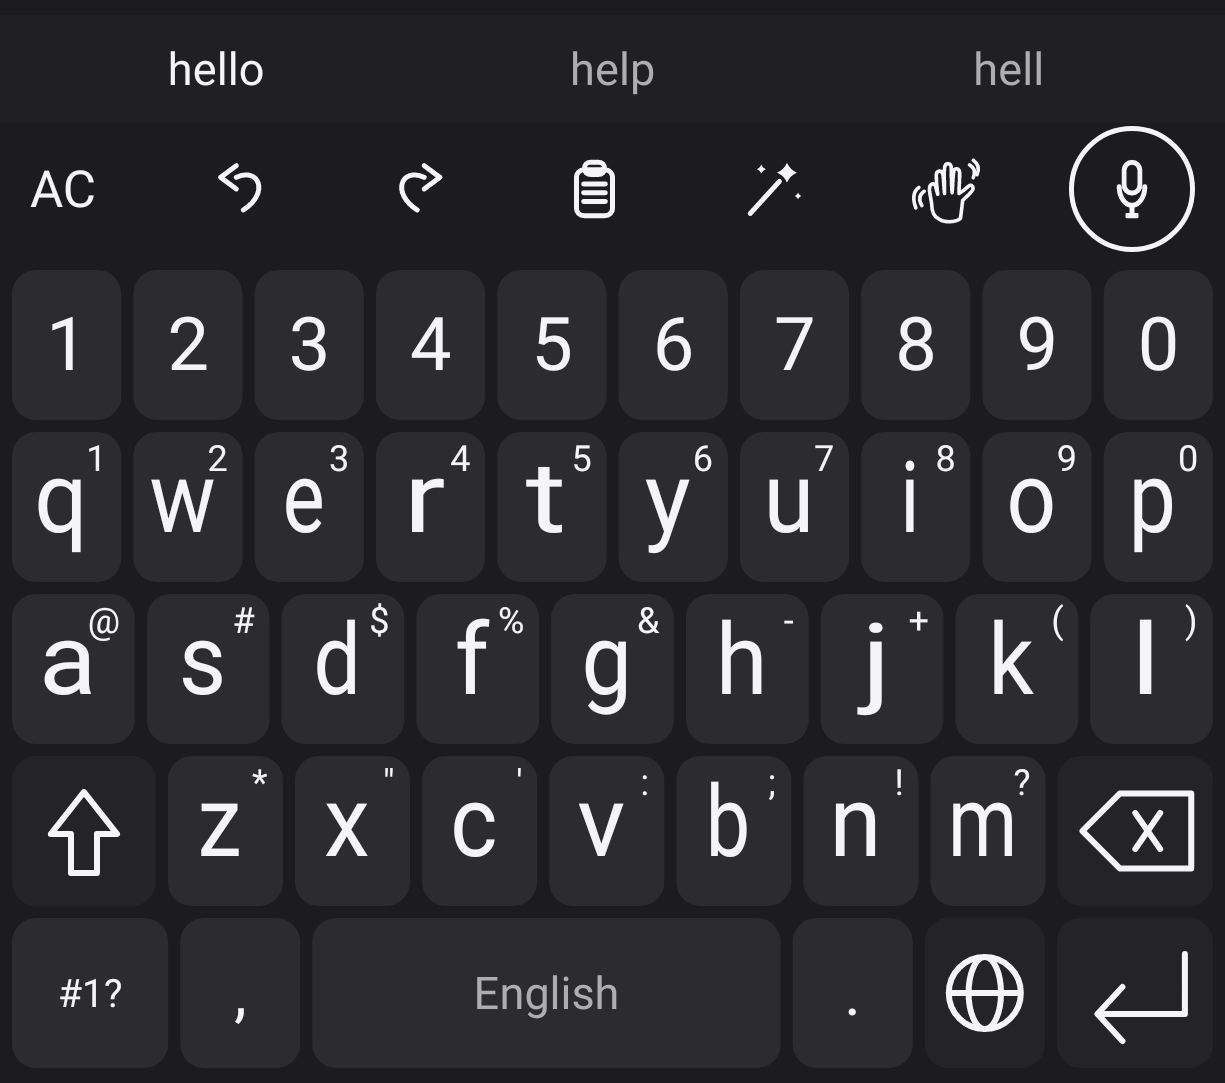 hello help hell
AC
1 2 3 4 5 6 7 8 9 0
q 1 w 2 e 3 r 4 t 5 y 6 u 7 i 8 o 9 p 0
a @ s # d $ f % g & h - j + k ( l )
z * x " c ' v : b ; n ! m ? X
#1? , English .